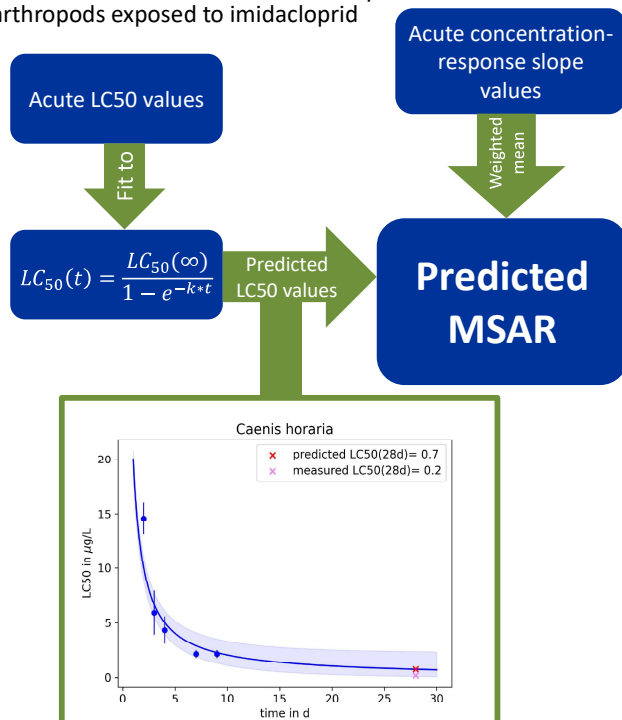 arthropods exposed to imidacloprid
Acute LC50 values
Acute concentration-
response slope
values
Fit to
Weighted
mean
LC₅₀(t) = LC₅₀(∞) / 1 − e^(−k∗t)
Predicted
LC50 values
Predicted
MSAR
Caenis horaria
predicted LC50(28d)= 0.7
measured LC50(28d)= 0.2
20
15
10
5
0
LC50 in μg/L
0 5 10 15 20 25 30
time in d